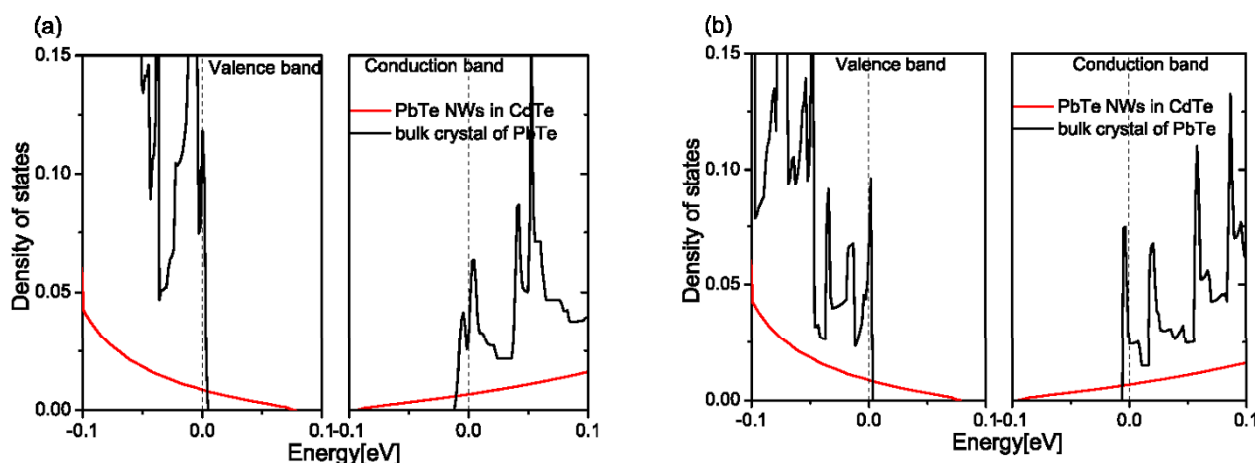 (a)
0.15
0.10
0.05
0.00
Density of states
Valence band
Conduction band
PbTe NWs in CdTe
bulk crystal of PbTe
-0.1
0.0
0.1
-0.1
0.0
0.1
Energy[eV]
(b)
0.15
0.10
0.05
0.00
Density of states
Valence band
Conduction band
PbTe NWs in CdTe
bulk crystal of PbTe
-0.1
0.0
0.1
-0.1
0.0
0.1
Energy[eV]